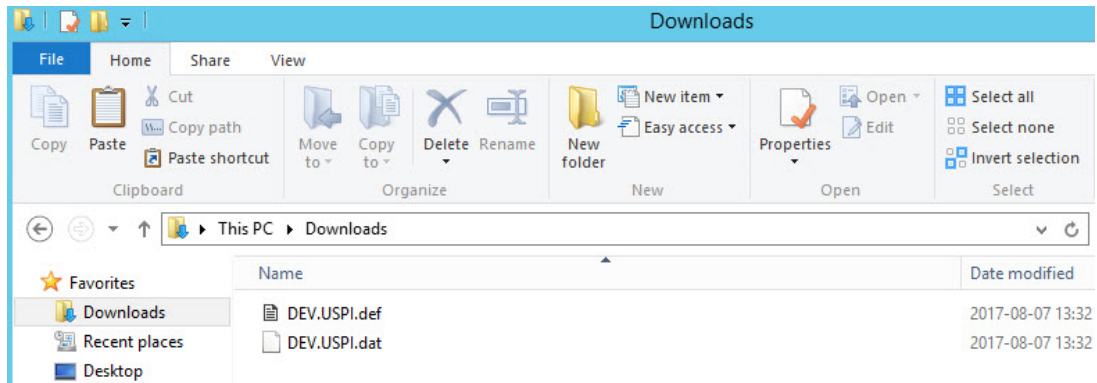 Downloads
File Home Share View
Copy Paste Cut Copy path Paste shortcut
Move to Copy to Delete Rename
New folder New item Easy access
Properties Open Edit
Select all Select none Invert selection
Clipboard Organize New Open Select
This PC Downloads
Favorites
Downloads
Recent places
Desktop
Name Date modified
DEV.USPI.def 2017-08-07 13:32
DEV.USPI.dat 2017-08-07 13:32